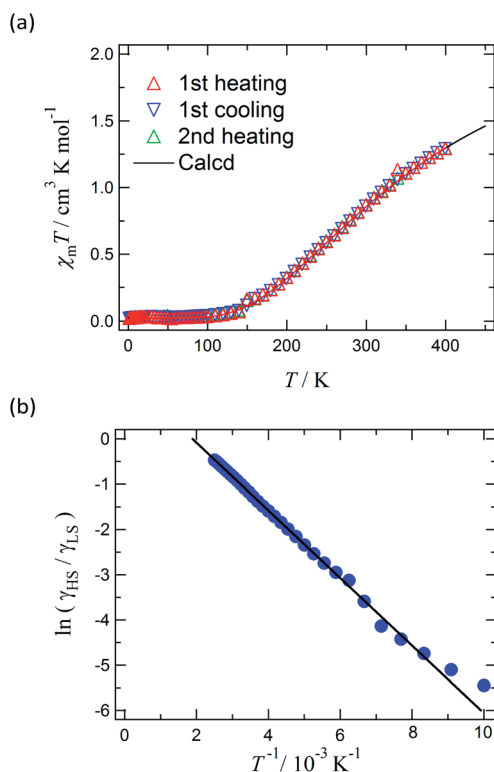 (a)
2.0
1.5
1.0
0.5
0.0
χmT / cm³ K mol⁻¹
1st heating
1st cooling
2nd heating
Calcd
0 100 200 300 400
T / K
(b)
0
-1
-2
-3
-4
-5
-6
ln ( γHS / γLS )
0 2 4 6 8 10
T⁻¹ / 10⁻³ K⁻¹